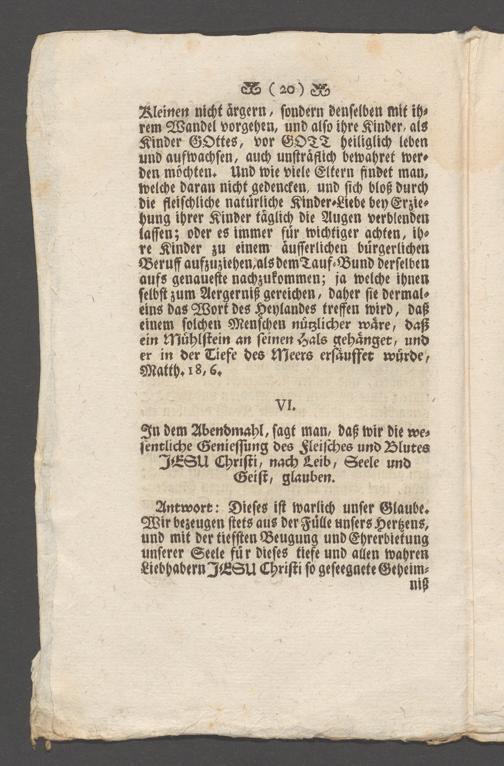 ( 20 )
Kleinen nicht ärgern, sondern denselben mit ih-
rem Wandel vorgehen, und also ihre Kinder, als
Kinder GOttes, vor GOTT heiliglich leben
und aufwachsen, auch unsträflich bewahret wer-
den möchten. Und wie viele Eltern findet man,
welche daran nicht gedencken, und sich bloß durch
die fleischliche natürliche Kinder-Liebe bey Erzie-
hung ihrer Kinder täglich die Augen verblenden
lassen; oder es immer für wichtiger achten, ih-
re Kinder zu einem äusserlichen bürgerlichen
Beruff aufzuziehen, als dem Tauf-Bund derselben
aufs genaueste nachzukommen; ja welche ihnen
selbst zum Aergerniß gereichen, daher sie dermal-
eins das Wort des Heylandes treffen wird, daß
einem solchen Menschen nützlicher wäre, daß
ein Mühlstein an seinen Hals gehänget, und
er in der Tiefe des Meers ersäuffet würde,
Matth. 18, 6.
VI.
In dem Abendmahl, sagt man, daß wir die we-
sentliche Geniessung des Fleisches und Blutes
JESU Christi, nach Leib, Seele und
Geist, glauben.
Antwort: Dieses ist warlich unser Glaube.
Wir bezeugen stets aus der Fülle unsers Hertzens,
und mit der tiefsten Beugung und Ehrerbietung
unserer Seele für dieses tiefe und allen wahren
Liebhabern JESU Christi so geseegnete Geheim-
niß